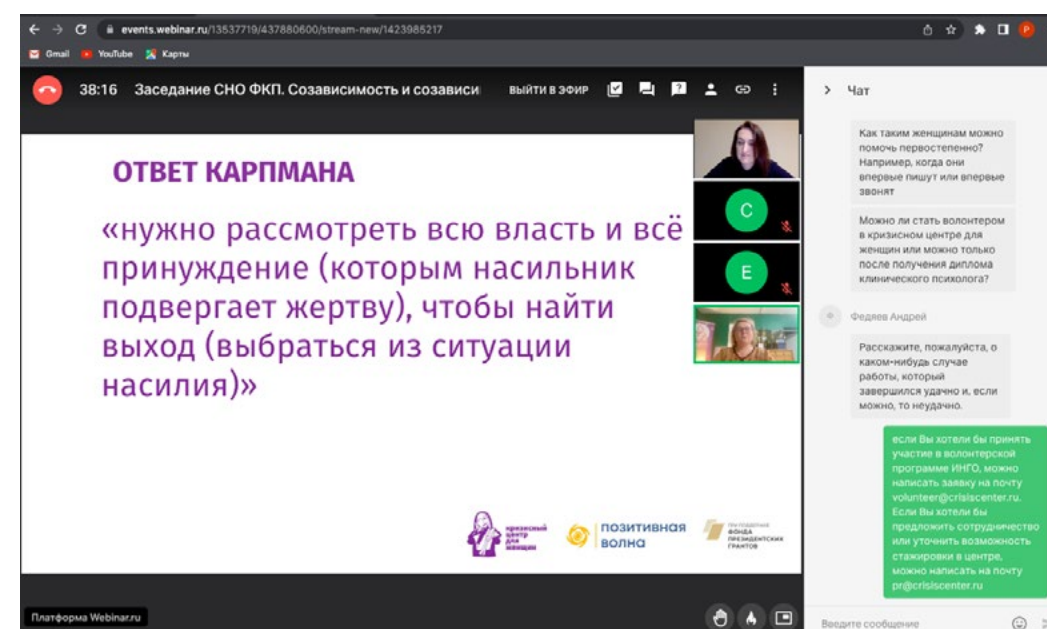 events.webinar.ru/13537719/437880600/stream-new/1423985217
P
Gmail
YouTube
Карты
38:16
Заседание СНО ФКП. Созависимость и созависи
ВЫЙТИ В ЭФИР
ОТВЕТ КАРПМАНА
«нужно рассмотреть всю власть и всё
принуждение (которым насильник
подвергает жертву), чтобы найти
выход (выбраться из ситуации
насилия)»
C
E
кризисный
центр
для
женщин
ПОЗИТИВНАЯ
ВОЛНА
ПРИ ПОДДЕРЖКЕ
ФОНДА
ПРЕЗИДЕНТСКИХ
ГРАНТОВ
Платформа Webinar.ru
Чат
Как таким женщинам можно
помочь первостепенно?
Например, когда они
впервые пишут или впервые
звонят
Можно ли стать волонтером
в кризисном центре для
женщин или можно только
после получения диплома
клинического психолога?
Федяев Андрей
Расскажите, пожалуйста, о
каком-нибудь случае
работы, который
завершился удачно и, если
можно, то неудачно.
если Вы хотели бы принять
участие в волонтерской
программе ИНГО, можно
написать заявку на почту
volunteer@crisiscenter.ru.
Если Вы хотели бы
предложить сотрудничество
или уточнить возможность
стажировки в центре,
можно написать на почту
pr@crisiscenter.ru
Введите сообщение